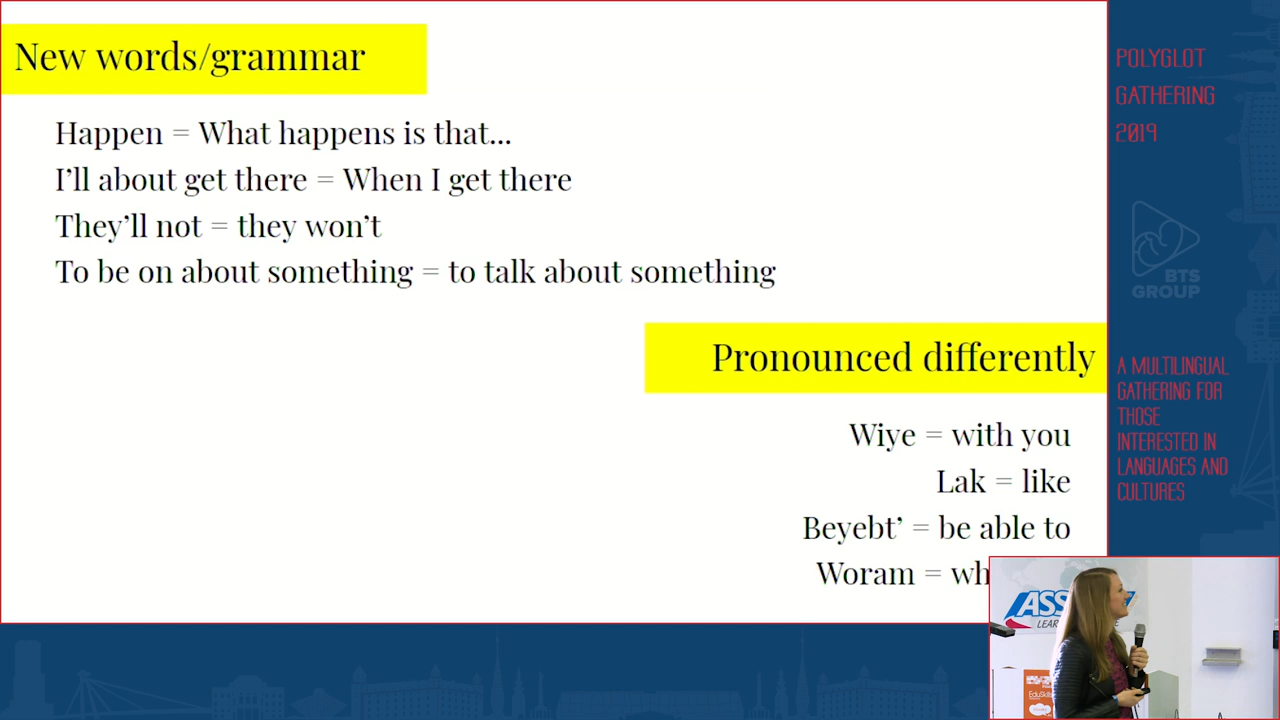 New words/grammar
Happen = What happens is that...
I'll about get there = When I get there
They'll not = they won't
To be on about something = to talk about something
Pronounced differently
Wiye = with you
Lak = like
Beyebt' = be able to
Woram =
POLYGLOT
GATHERING
2019
BTS
GROUP
A MULTILINGUAL
GATHERING FOR
THOSE
INTERESTED IN
LANGUAGES AND
CULTURES